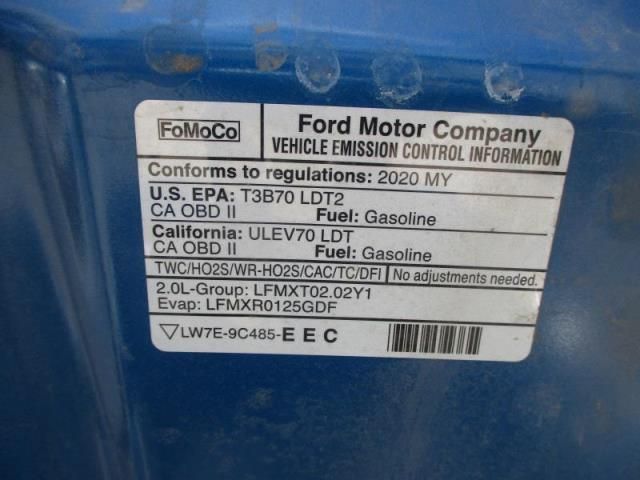 FoMoCo
Ford Motor Company
VEHICLE EMISSION CONTROL INFORMATION
Conforms to regulations: 2020 MY
U.S. EPA: T3B70 LDT2
CA OBD II Fuel: Gasoline
California: ULEV70 LDT
CA OBD II Fuel: Gasoline
TWC/HO2S/WR-HO2S/CAC/TC/DFI No adjustments needed.
2.0L-Group: LFMXT02.02Y1
Evap: LFMXR0125GDF
LW7E-9C485-E E C